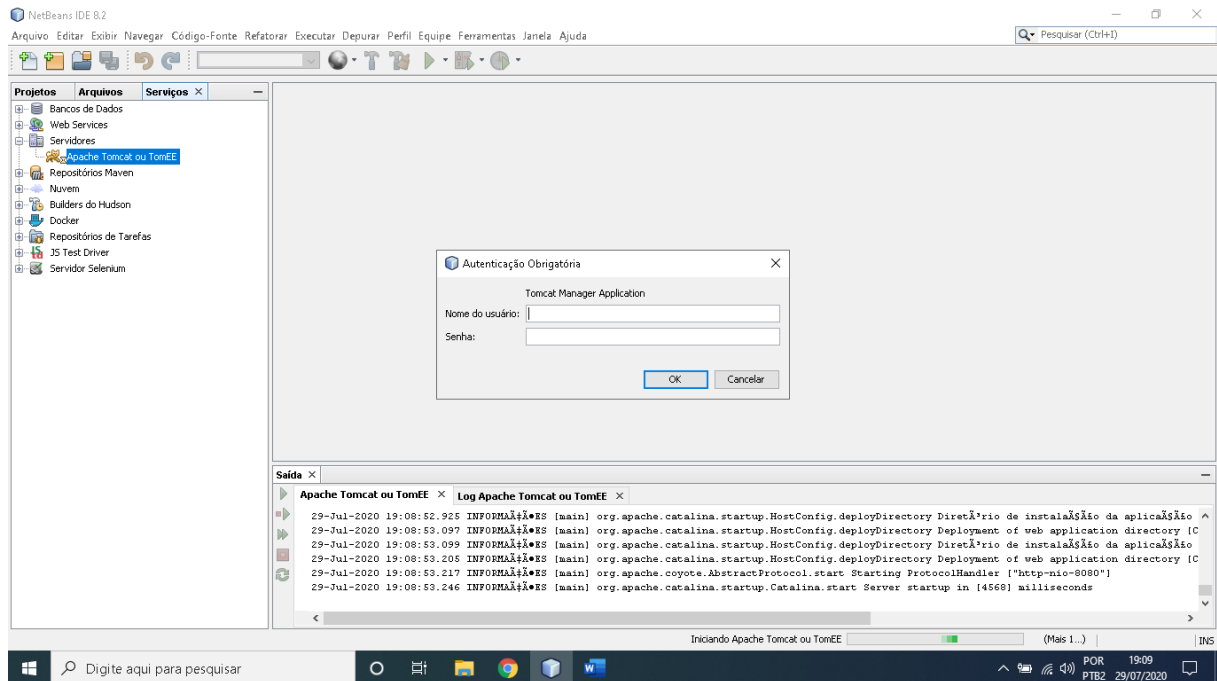 NetBeans IDE 8.2
Arquivo Editar Exibir Navegar Código-Fonte Refatorar Executar Depurar Perfil Equipe Ferramentas Janela Ajuda
Pesquisar (Ctrl+I)
Projetos Arquivos Serviços
Bancos de Dados
Web Services
Servidores
Apache Tomcat ou TomEE
Repositórios Maven
Nuvem
Builders do Hudson
Docker
Repositórios de Tarefas
JS Test Driver
Servidor Selenium
Autenticação Obrigatória
Tomcat Manager Application
Nome do usuário:
Senha:
OK Cancelar
Saída
Apache Tomcat ou TomEE Log Apache Tomcat ou TomEE
29-Jul-2020 19:08:52.925 INFORMAÃ‡Ã•ES [main] org.apache.catalina.startup.HostConfig.deployDirectory DiretÃ³rio de instalaÃ§Ã£o da aplicaÃ§Ã£o
29-Jul-2020 19:08:53.097 INFORMAÃ‡Ã•ES [main] org.apache.catalina.startup.HostConfig.deployDirectory Deployment of web application directory [C
29-Jul-2020 19:08:53.099 INFORMAÃ‡Ã•ES [main] org.apache.catalina.startup.HostConfig.deployDirectory DiretÃ³rio de instalaÃ§Ã£o da aplicaÃ§Ã£o
29-Jul-2020 19:08:53.205 INFORMAÃ‡Ã•ES [main] org.apache.catalina.startup.HostConfig.deployDirectory Deployment of web application directory [C
29-Jul-2020 19:08:53.217 INFORMAÃ‡Ã•ES [main] org.apache.coyote.AbstractProtocol.start Starting ProtocolHandler ["http-nio-8080"]
29-Jul-2020 19:08:53.246 INFORMAÃ‡Ã•ES [main] org.apache.catalina.startup.Catalina.start Server startup in [4568] milliseconds
Iniciando Apache Tomcat ou TomEE (Mais 1...) INS
Digite aqui para pesquisar
POR 19:09
PTB2 29/07/2020